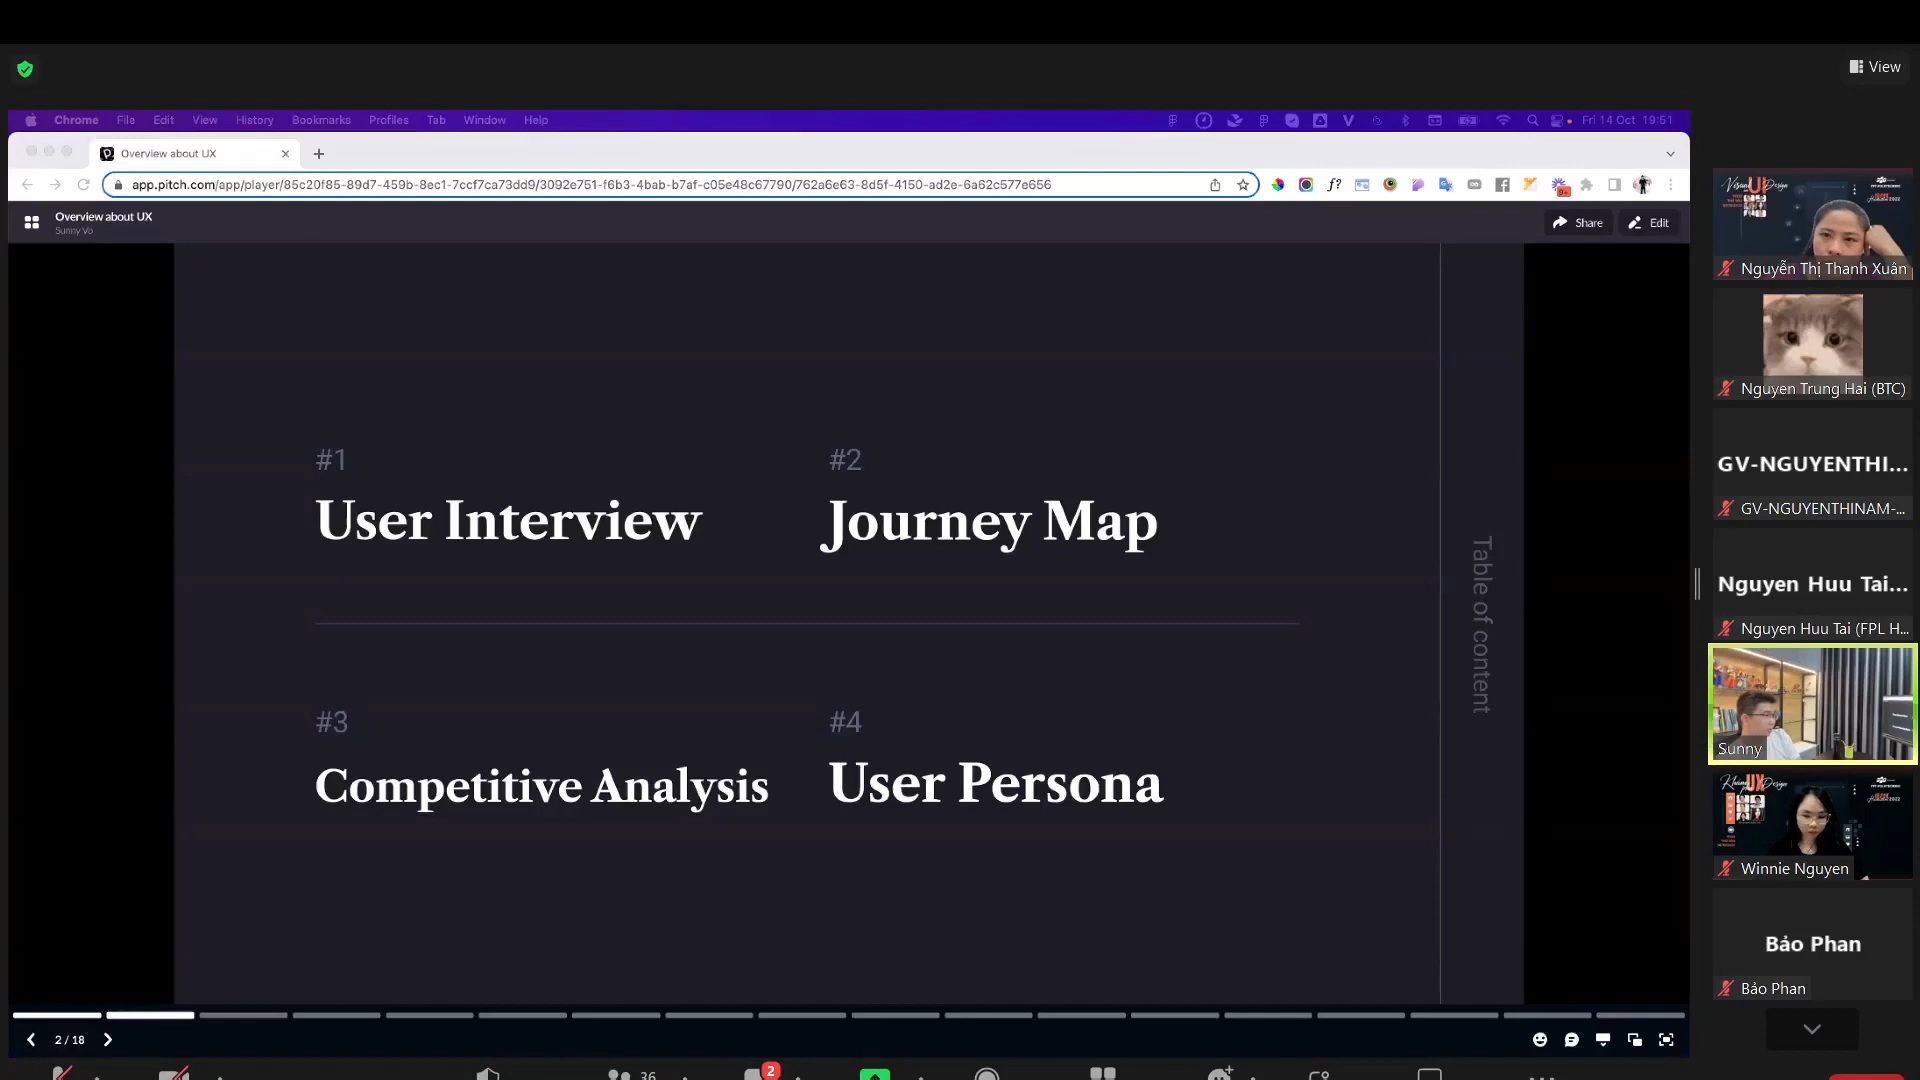 View
Chrome File Edit View History Bookmarks Profiles Tab Window Help
Fri 14 Oct 19:51
Overview about UX
app.pitch.com/app/player/85c20f85-89d7-459b-8ec1-7ccf7ca73dd9/3092e751-f6b3-4bab-b7af-c05e48c67790/762a6e63-8d5f-4150-ad2e-6a62c577e656
f?
9+
Overview about UX
Sunny Vo
Share
Edit
#1
User Interview
#2
Journey Map
#3
Competitive Analysis
#4
User Persona
Table of content
2 / 18
36
2
Nguyễn Thị Thanh Xuân
Nguyen Trung Hai (BTC)
GV-NGUYENTHI...
GV-NGUYENTHINAM-...
Nguyen Huu Tai...
Nguyen Huu Tai (FPL H...
Sunny
Winnie Nguyen
Bảo Phan
Bảo Phan